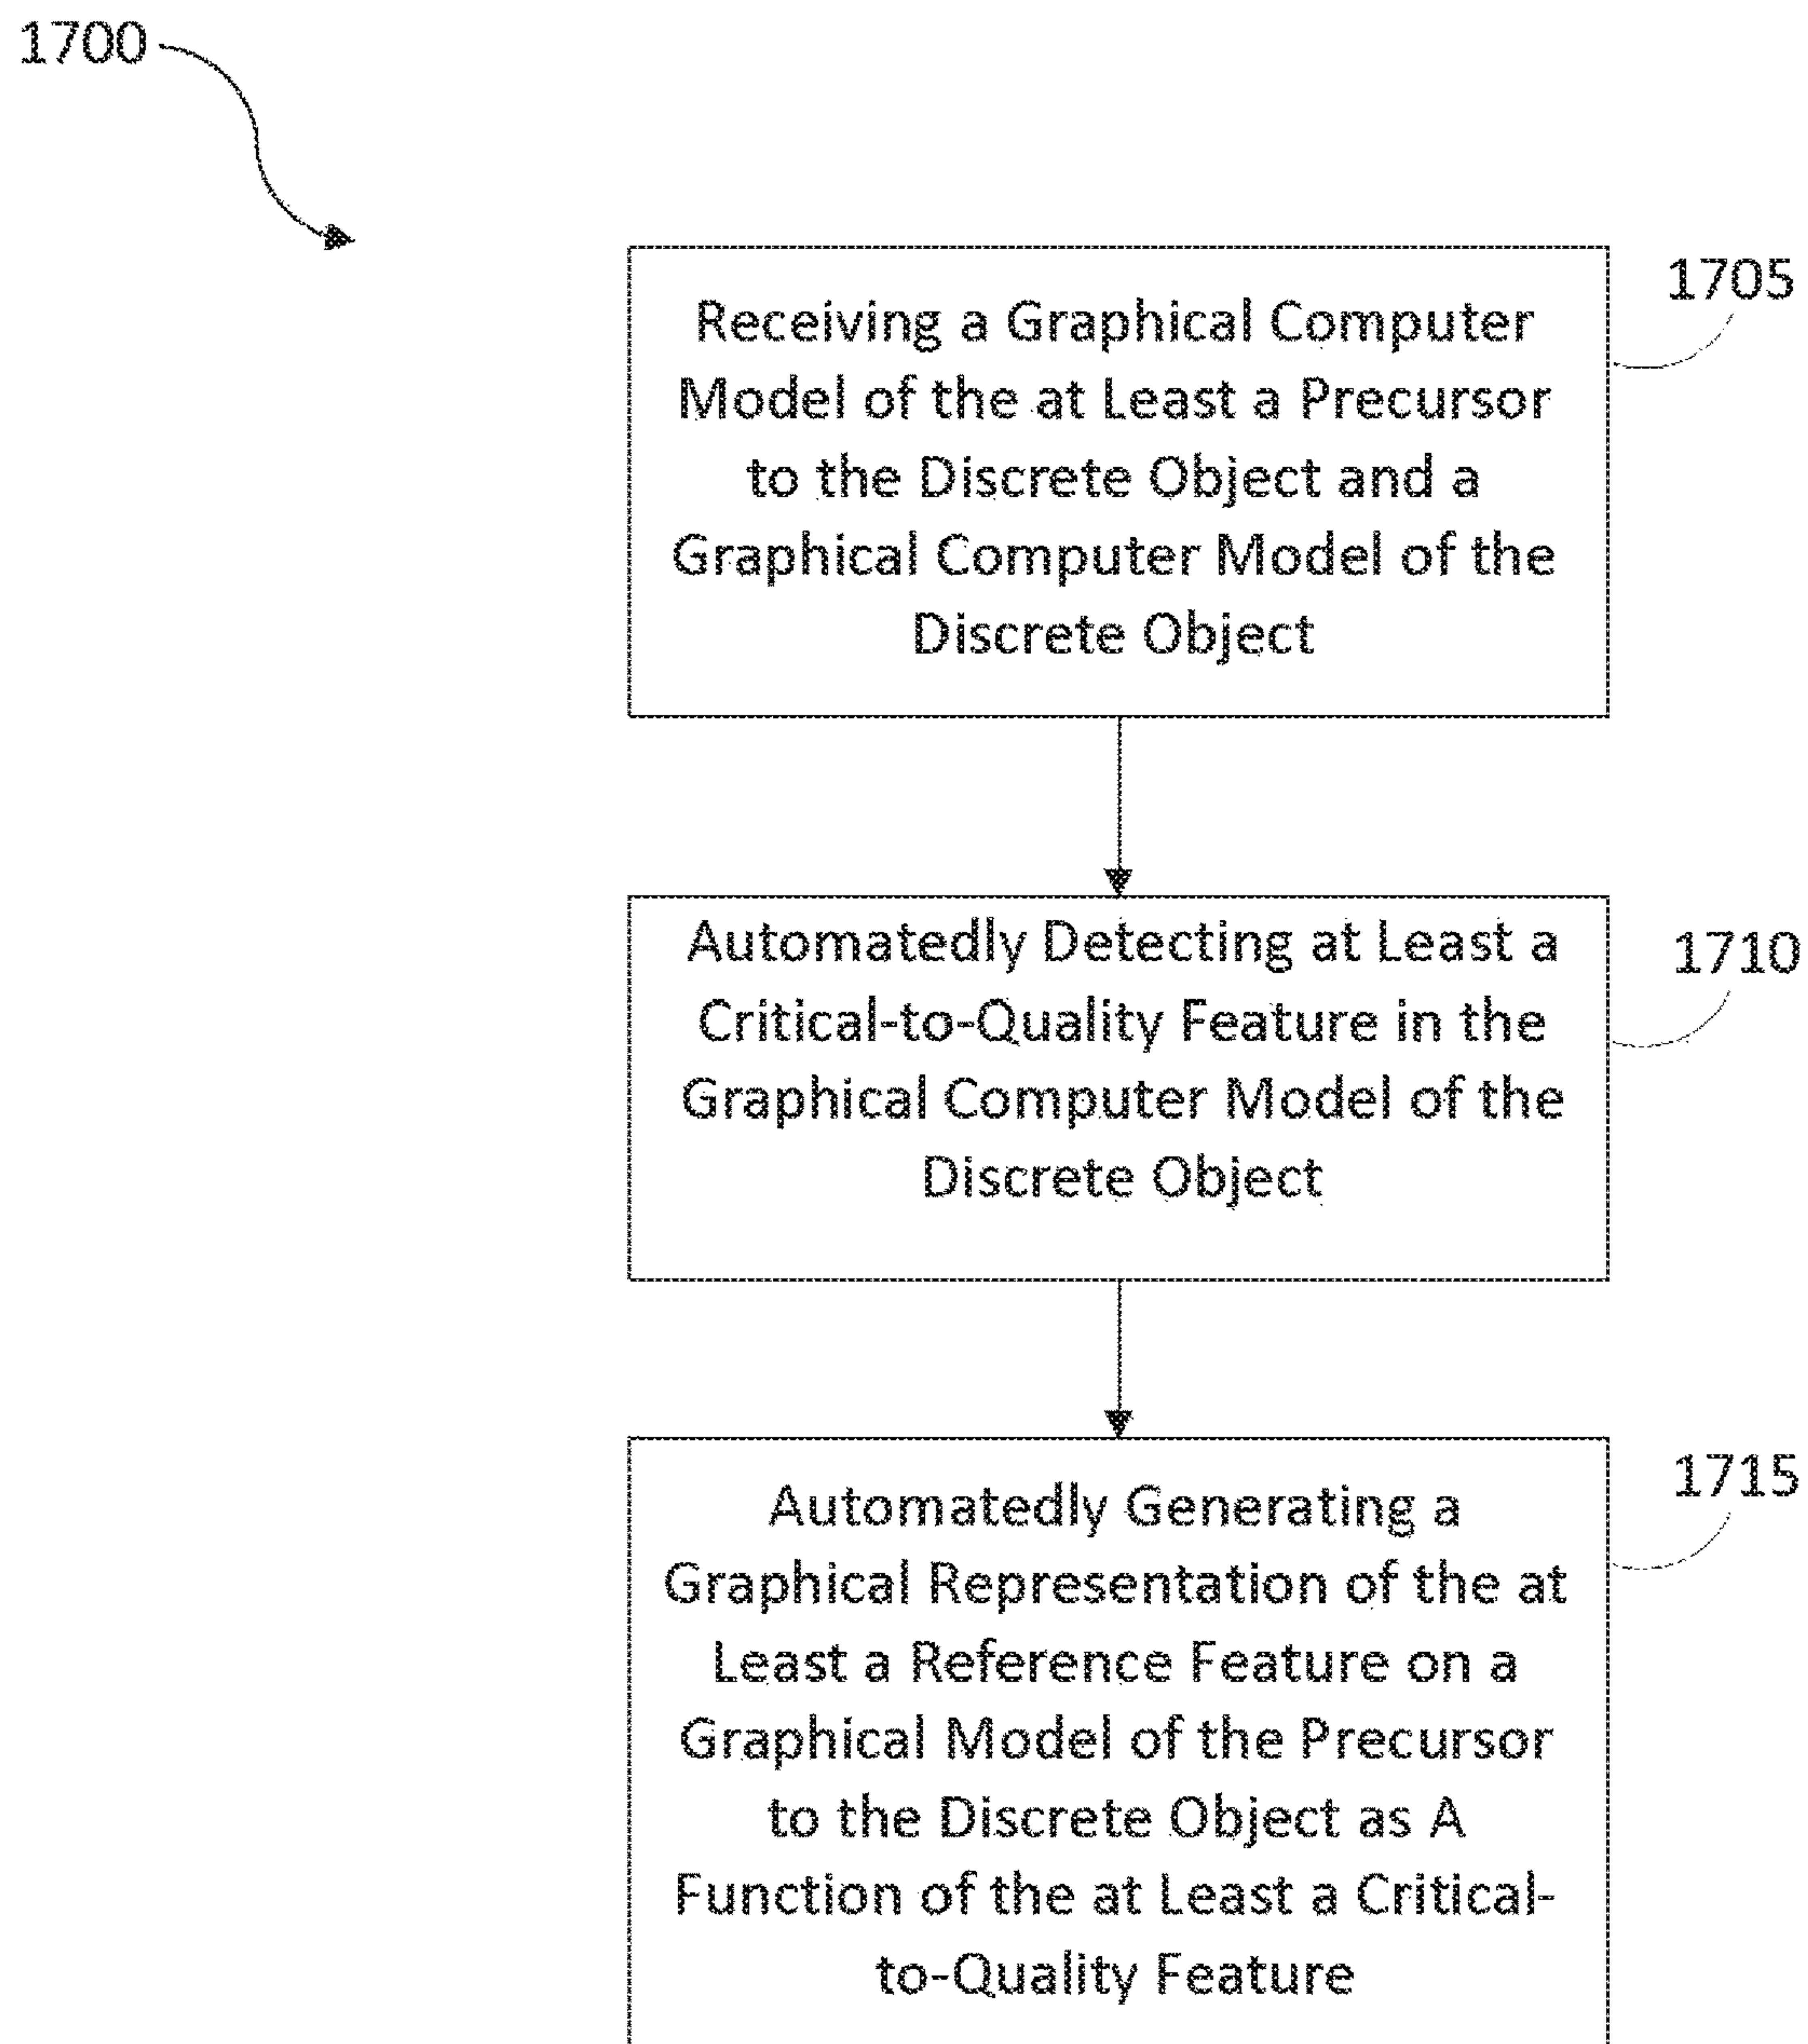 1700
1705
Receiving a Graphical Computer
Model of the at Least a Precursor
to the Discrete Object and a
Graphical Computer Model of the
Discrete Object
1710
Automatedly Detecting at Least a
Critical-to-Quality Feature in the
Graphical Computer Model of the
Discrete Object
1715
Automatedly Generating a
Graphical Representation of the at
Least a Reference Feature on a
Graphical Model of the Precursor
to the Discrete Object as A
Function of the at Least a Critical-
to-Quality Feature